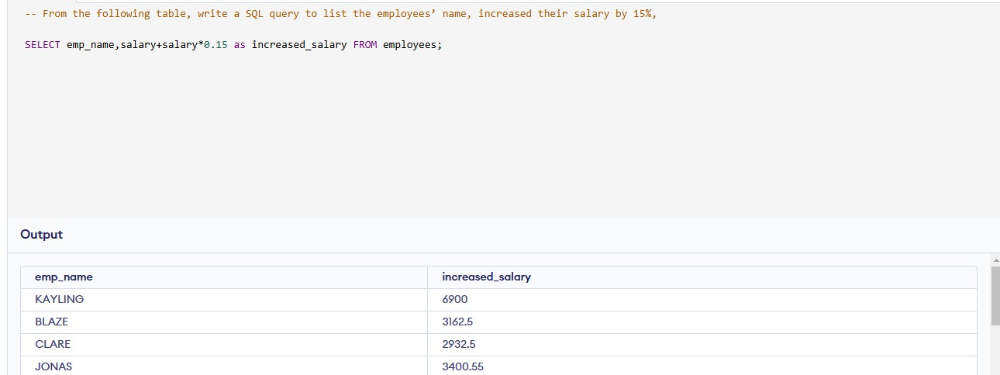 -- From the following table, write a SQL query to list the employees’ name, increased their salary by 15%,
SELECT emp_name,salary+salary*0.15 as increased_salary FROM employees;
Output
emp_name increased_salary
KAYLING 6900
BLAZE 3162.5
CLARE 2932.5
JONAS 3400.55